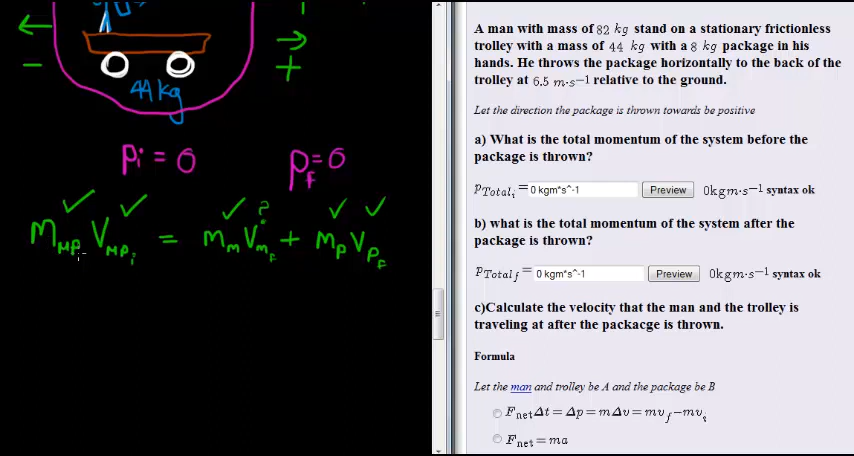 44 kg
Pi = 0
PF = 0
MMPi VMPi = Mm VmF ? + MP VPF
A man with mass of 82 kg stand on a stationary frictionless
trolley with a mass of 44 kg with a 8 kg package in his
hands. He throws the package horizontally to the back of the
trolley at 6.5 m·s−1 relative to the ground.
Let the direction the package is thrown towards be positive
a) What is the total momentum of the system before the
package is thrown?
PTotal i = 0 kgm*s^-1 Preview 0kgm·s−1 syntax ok
b) what is the total momentum of the system after the
package is thrown?
PTotal f = 0 kgm*s^-1 Preview 0kgm·s−1 syntax ok
c)Calculate the velocity that the man and the trolley is
traveling at after the packacge is thrown.
Formula
Let the man and trolley be A and the package be B
Fnet Δt = Δp = mΔv = mvf − mvi
Fnet = ma